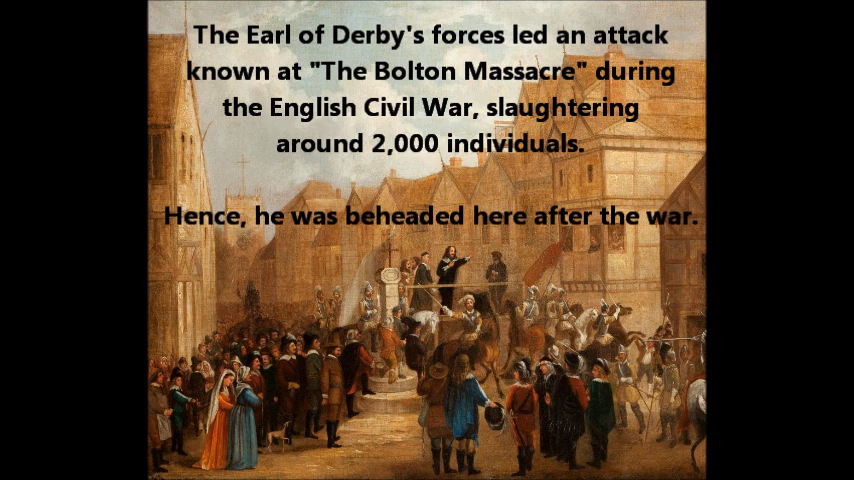 The Earl of Derby's forces led an attack
known at "The Bolton Massacre" during
the English Civil War, slaughtering
around 2,000 individuals.
Hence, he was beheaded here after the war.